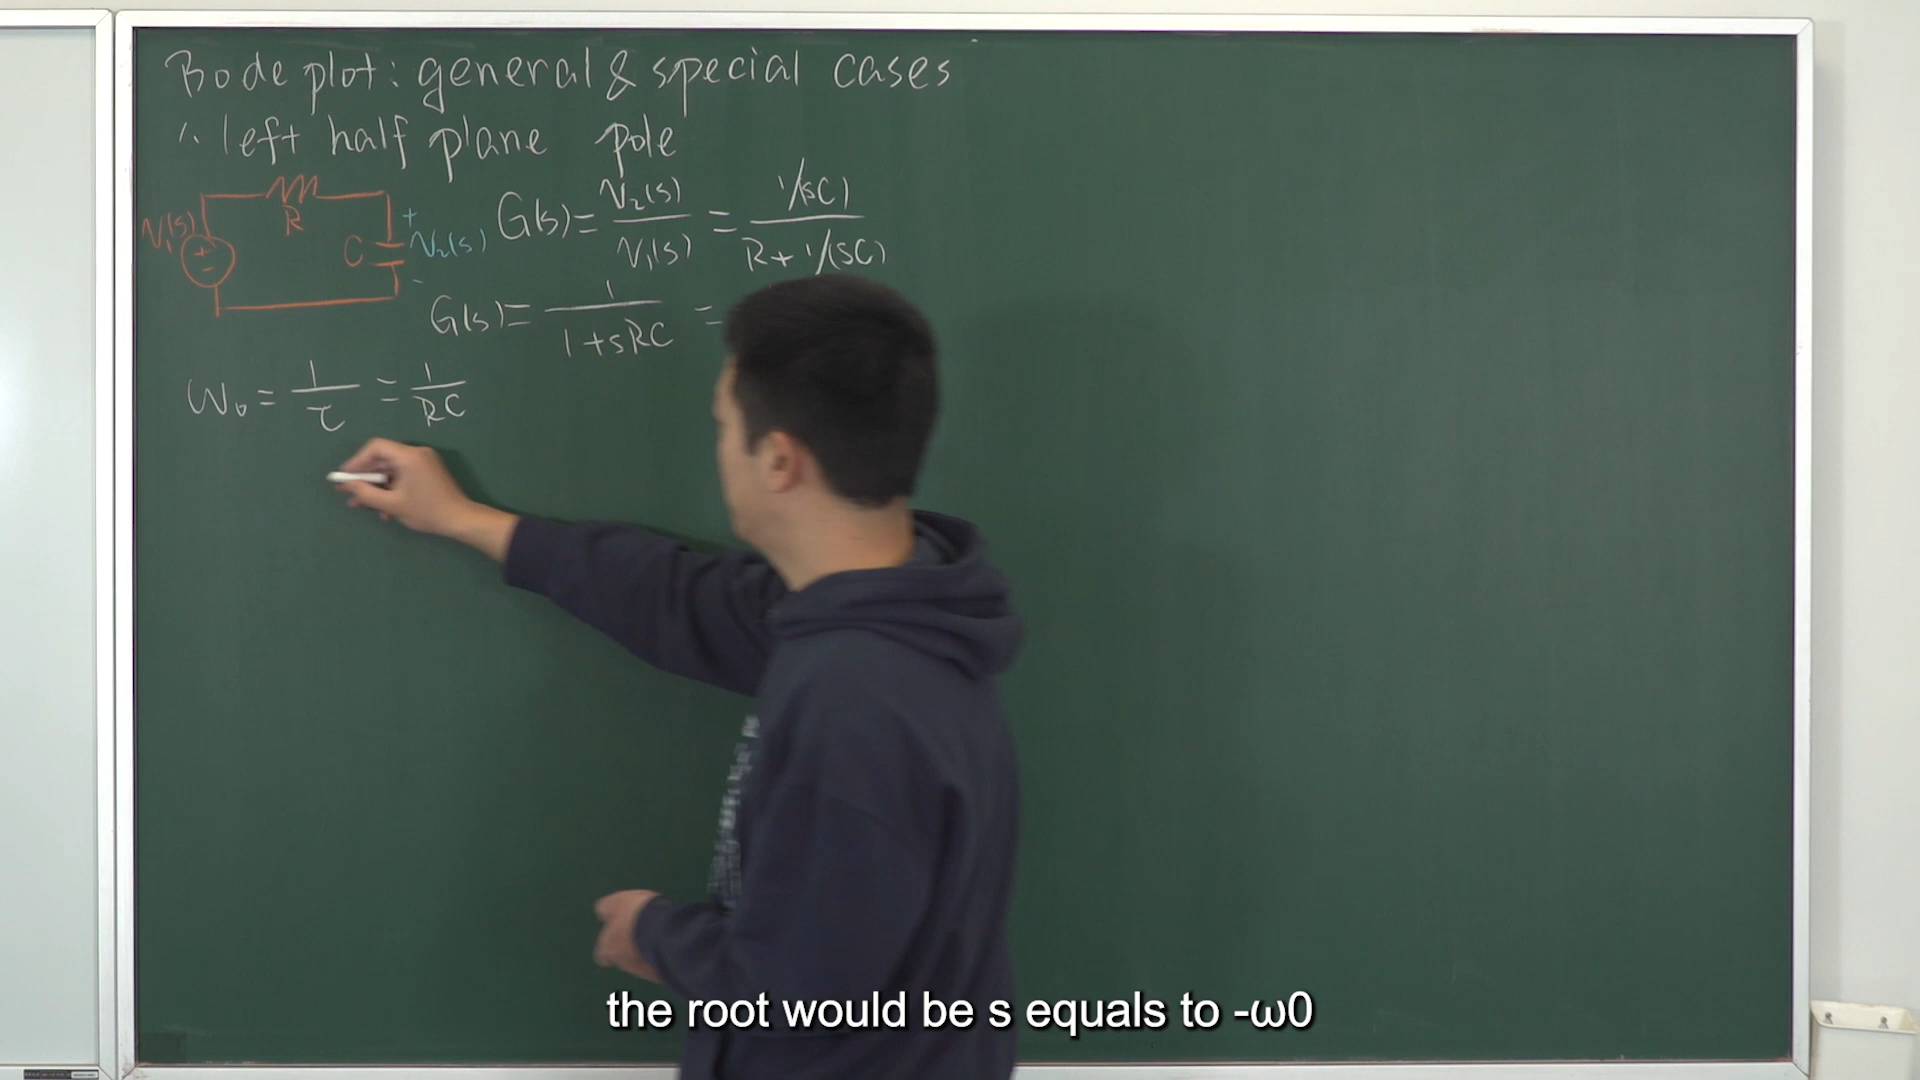 Bode plot: general & special cases
1. left half plane pole
V₁(s) + - R C + V₂(s) -
G(s) = V₂(s) / V₁(s) = 1/(sC) / R + 1/(sC)
G(s) = 1 / 1 + sRC =
ω₀ = 1 / τ = 1 / RC
the root would be s equals to -ω0